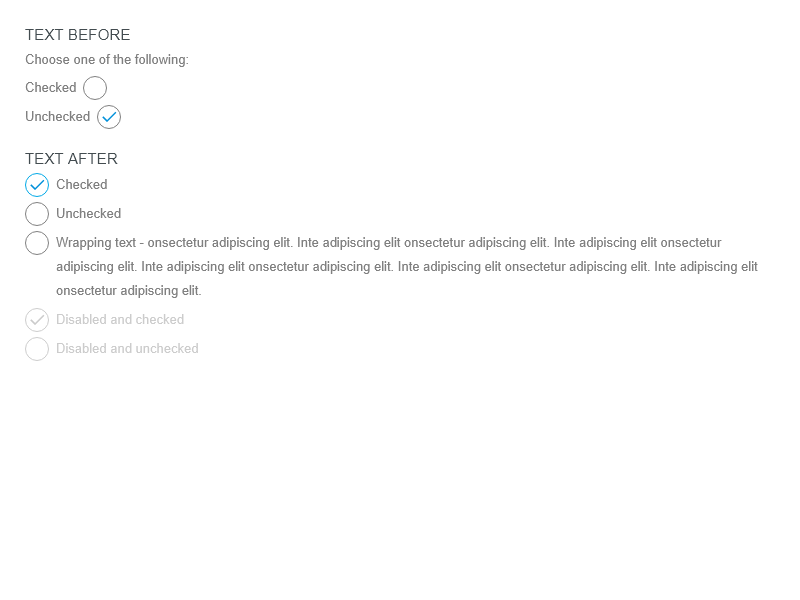 TEXT BEFORE
Choose one of the following:
Checked
Unchecked
TEXT AFTER
Checked
Unchecked
Wrapping text - onsectetur adipiscing elit. Inte adipiscing elit onsectetur adipiscing elit. Inte adipiscing elit onsectetur
adipiscing elit. Inte adipiscing elit onsectetur adipiscing elit. Inte adipiscing elit onsectetur adipiscing elit. Inte adipiscing elit
onsectetur adipiscing elit.
Disabled and checked
Disabled and unchecked